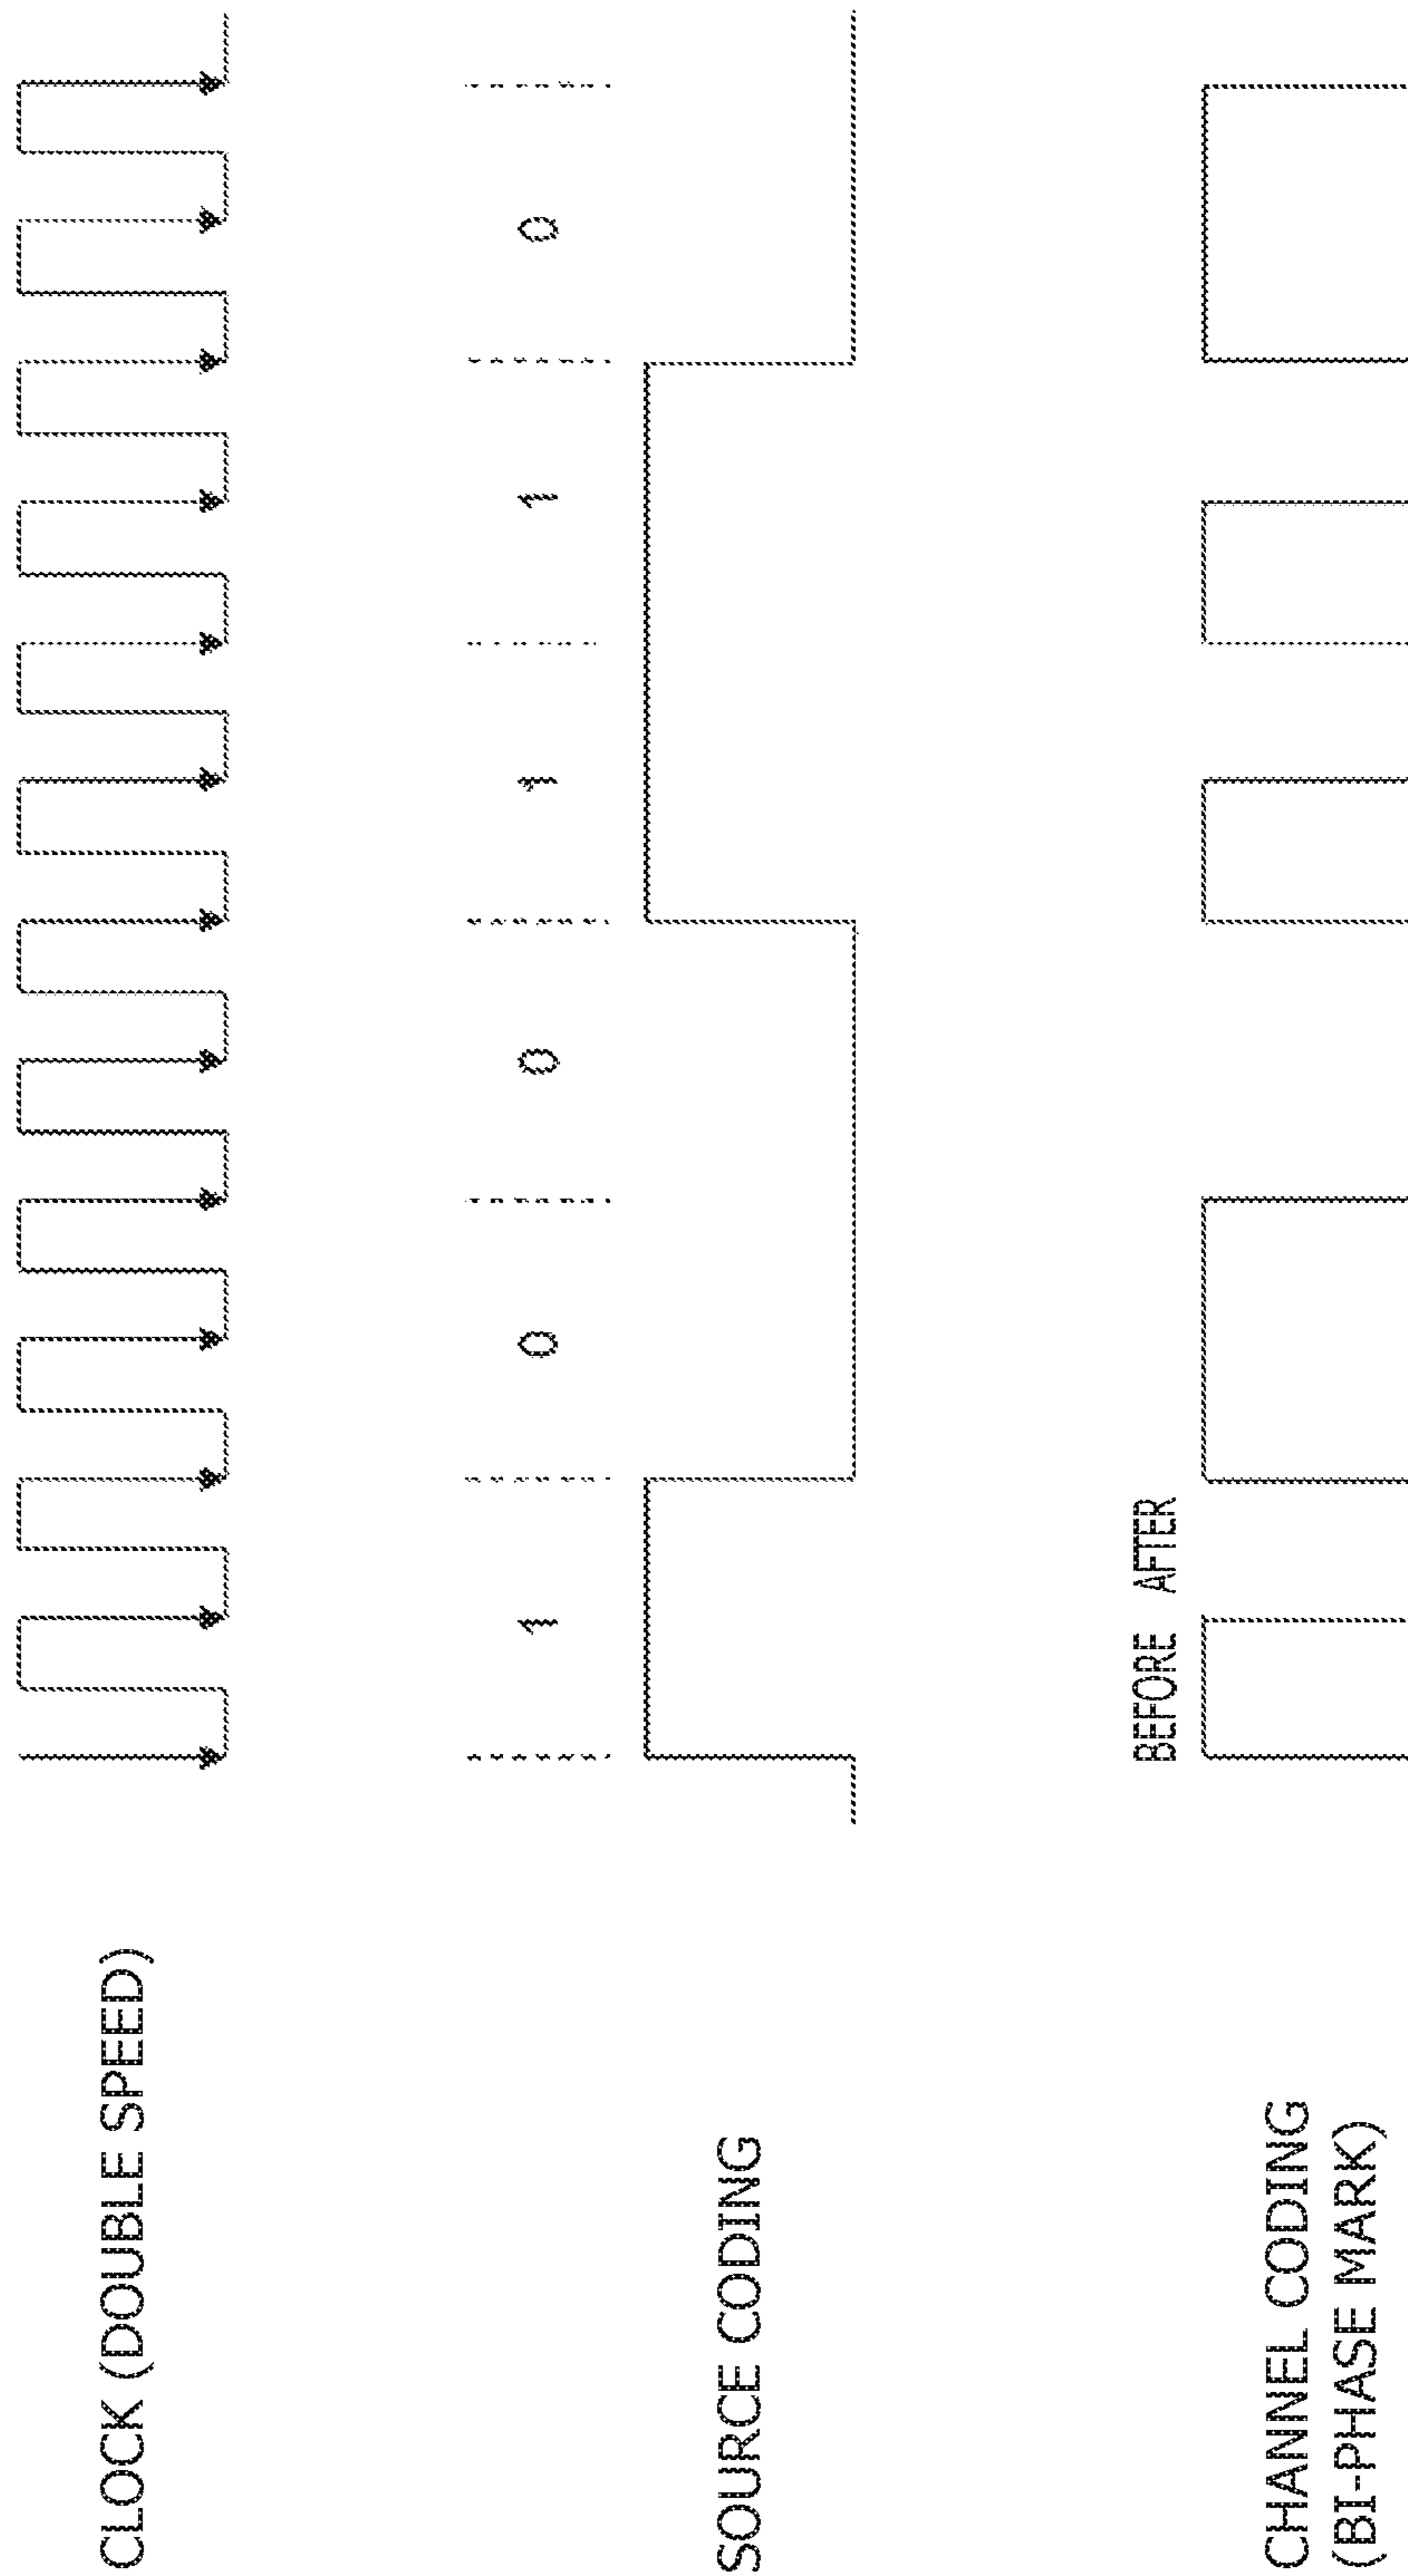 CLOCK (DOUBLE SPEED)
1 0 0 1 1 0
SOURCE CODING
BEFORE AFTER
CHANNEL CODING
(BI-PHASE MARK)